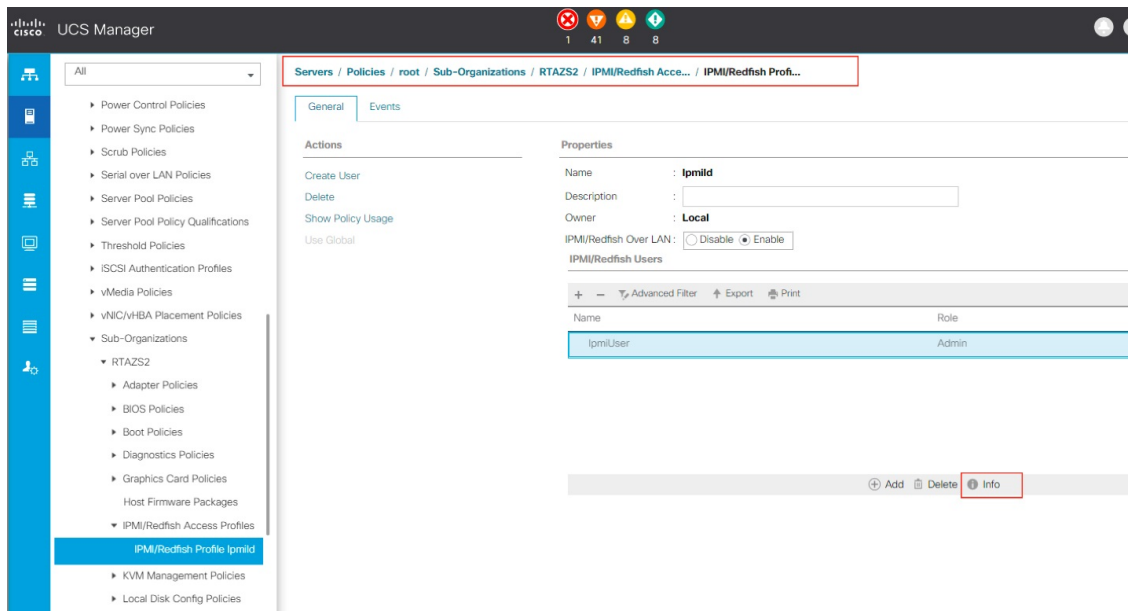 cisco UCS Manager
1 41 8 8
All
Servers / Policies / root / Sub-Organizations / RTAZS2 / IPMI/Redfish Acce... / IPMI/Redfish Profi...
Power Control Policies
Power Sync Policies
Scrub Policies
Serial over LAN Policies
Server Pool Policies
Server Pool Policy Qualifications
Threshold Policies
iSCSI Authentication Profiles
vMedia Policies
vNIC/vHBA Placement Policies
Sub-Organizations
RTAZS2
Adapter Policies
BIOS Policies
Boot Policies
Diagnostics Policies
Graphics Card Policies
Host Firmware Packages
IPMI/Redfish Access Profiles
IPMI/Redfish Profile Ipmild
KVM Management Policies
Local Disk Config Policies
General Events
Actions
Create User
Delete
Show Policy Usage
Use Global
Properties
Name : Ipmild
Description :
Owner : Local
IPMI/Redfish Over LAN : Disable Enable
IPMI/Redfish Users
+ − Advanced Filter Export Print
Name Role
IpmiUser Admin
Add Delete Info